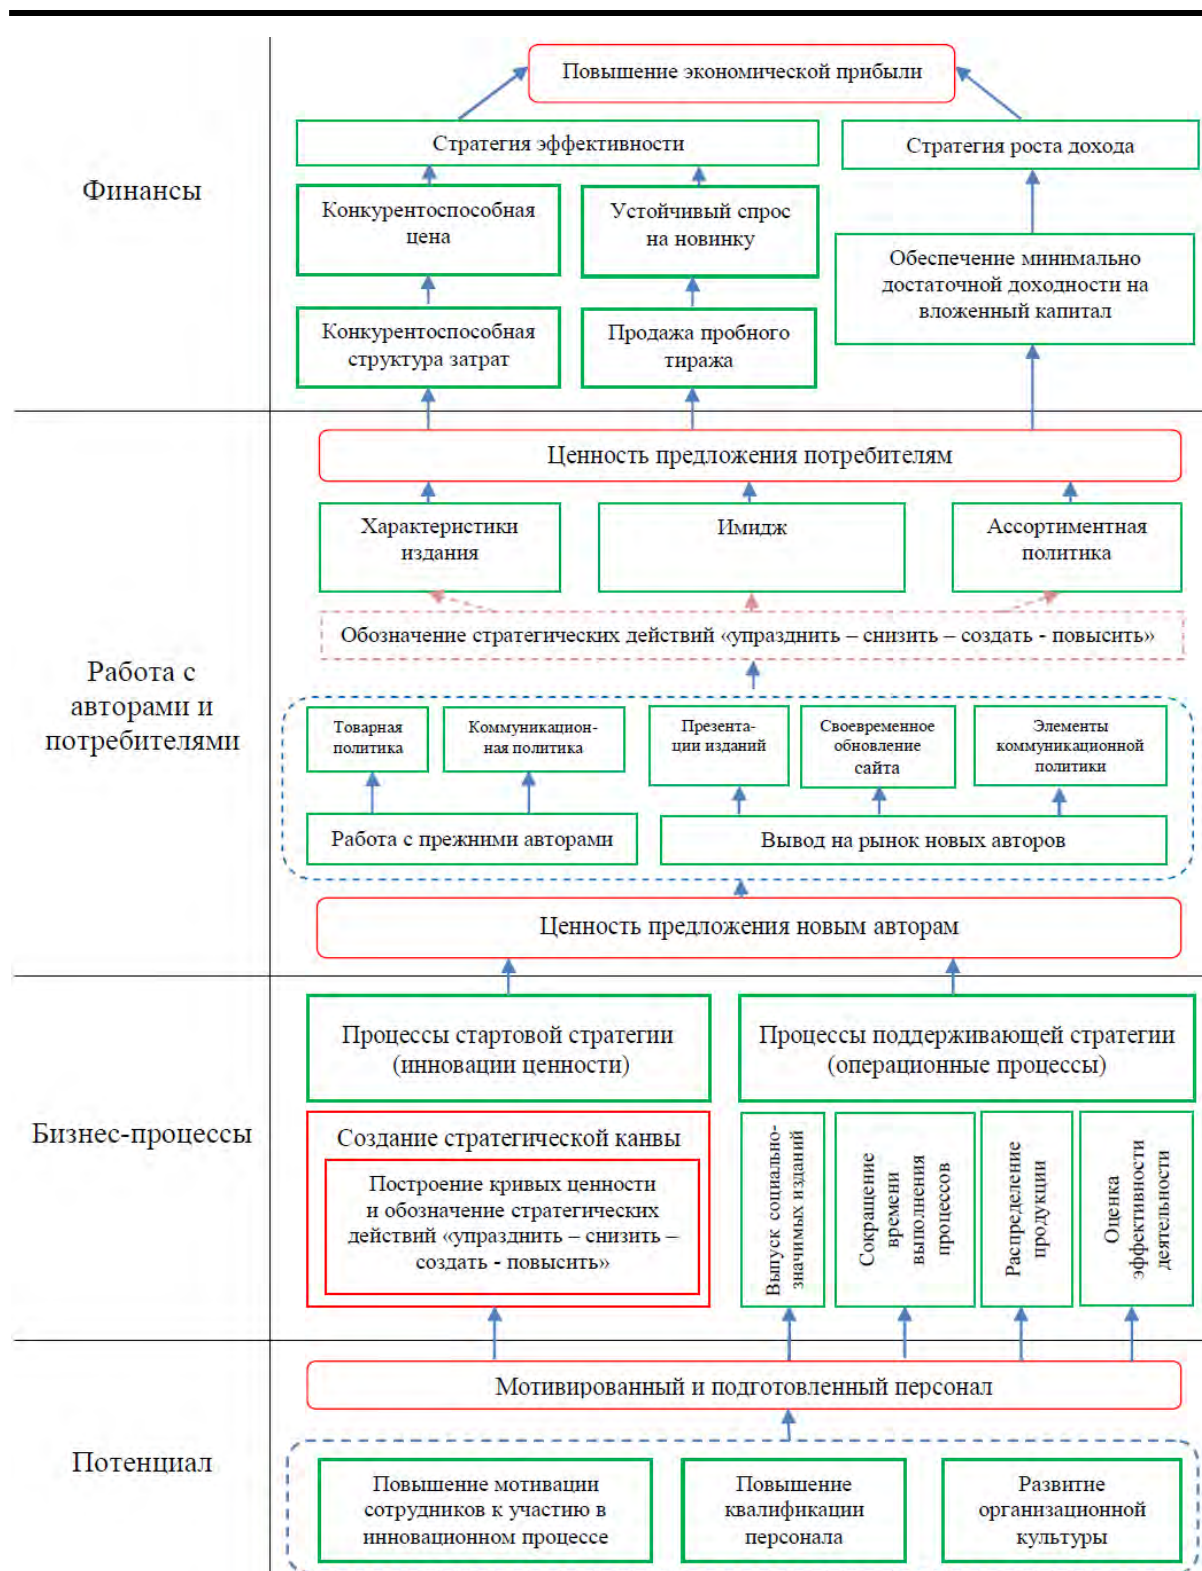 Повышение экономической прибыли
Стратегия эффективности
Стратегия роста дохода
Финансы
Конкурентоспособная
цена
Устойчивый спрос
на новинку
Обеспечение минимально
достаточной доходности на
вложенный капитал
Конкурентоспособная
структура затрат
Продажа пробного
тиража
Ценность предложения потребителям
Характеристики
издания
Имидж
Ассортиментная
политика
Обозначение стратегических действий «упразднить – снизить – создать - повысить»
Работа с
авторами и
потребителями
Товарная
политика
Коммуникацион-
ная политика
Презента-
ции изданий
Своевременное
обновление
сайта
Элементы
коммуникационной
политики
Работа с прежними авторами
Вывод на рынок новых авторов
Ценность предложения новым авторам
Бизнес-процессы
Процессы стартовой стратегии
(инновации ценности)
Процессы поддерживающей стратегии
(операционные процессы)
Создание стратегической канвы
Построение кривых ценности
и обозначение стратегических
действий «упразднить – снизить –
создать - повысить»
Выпуск социально-
значимых изданий
Сокращение
времени
выполнения
процессов
Распределение
продукции
Оценка
эффективности
деятельности
Мотивированный и подготовленный персонал
Потенциал
Повышение мотивации
сотрудников к участию в
инновационном процессе
Повышение
квалификации
персонала
Развитие
организационной
культуры